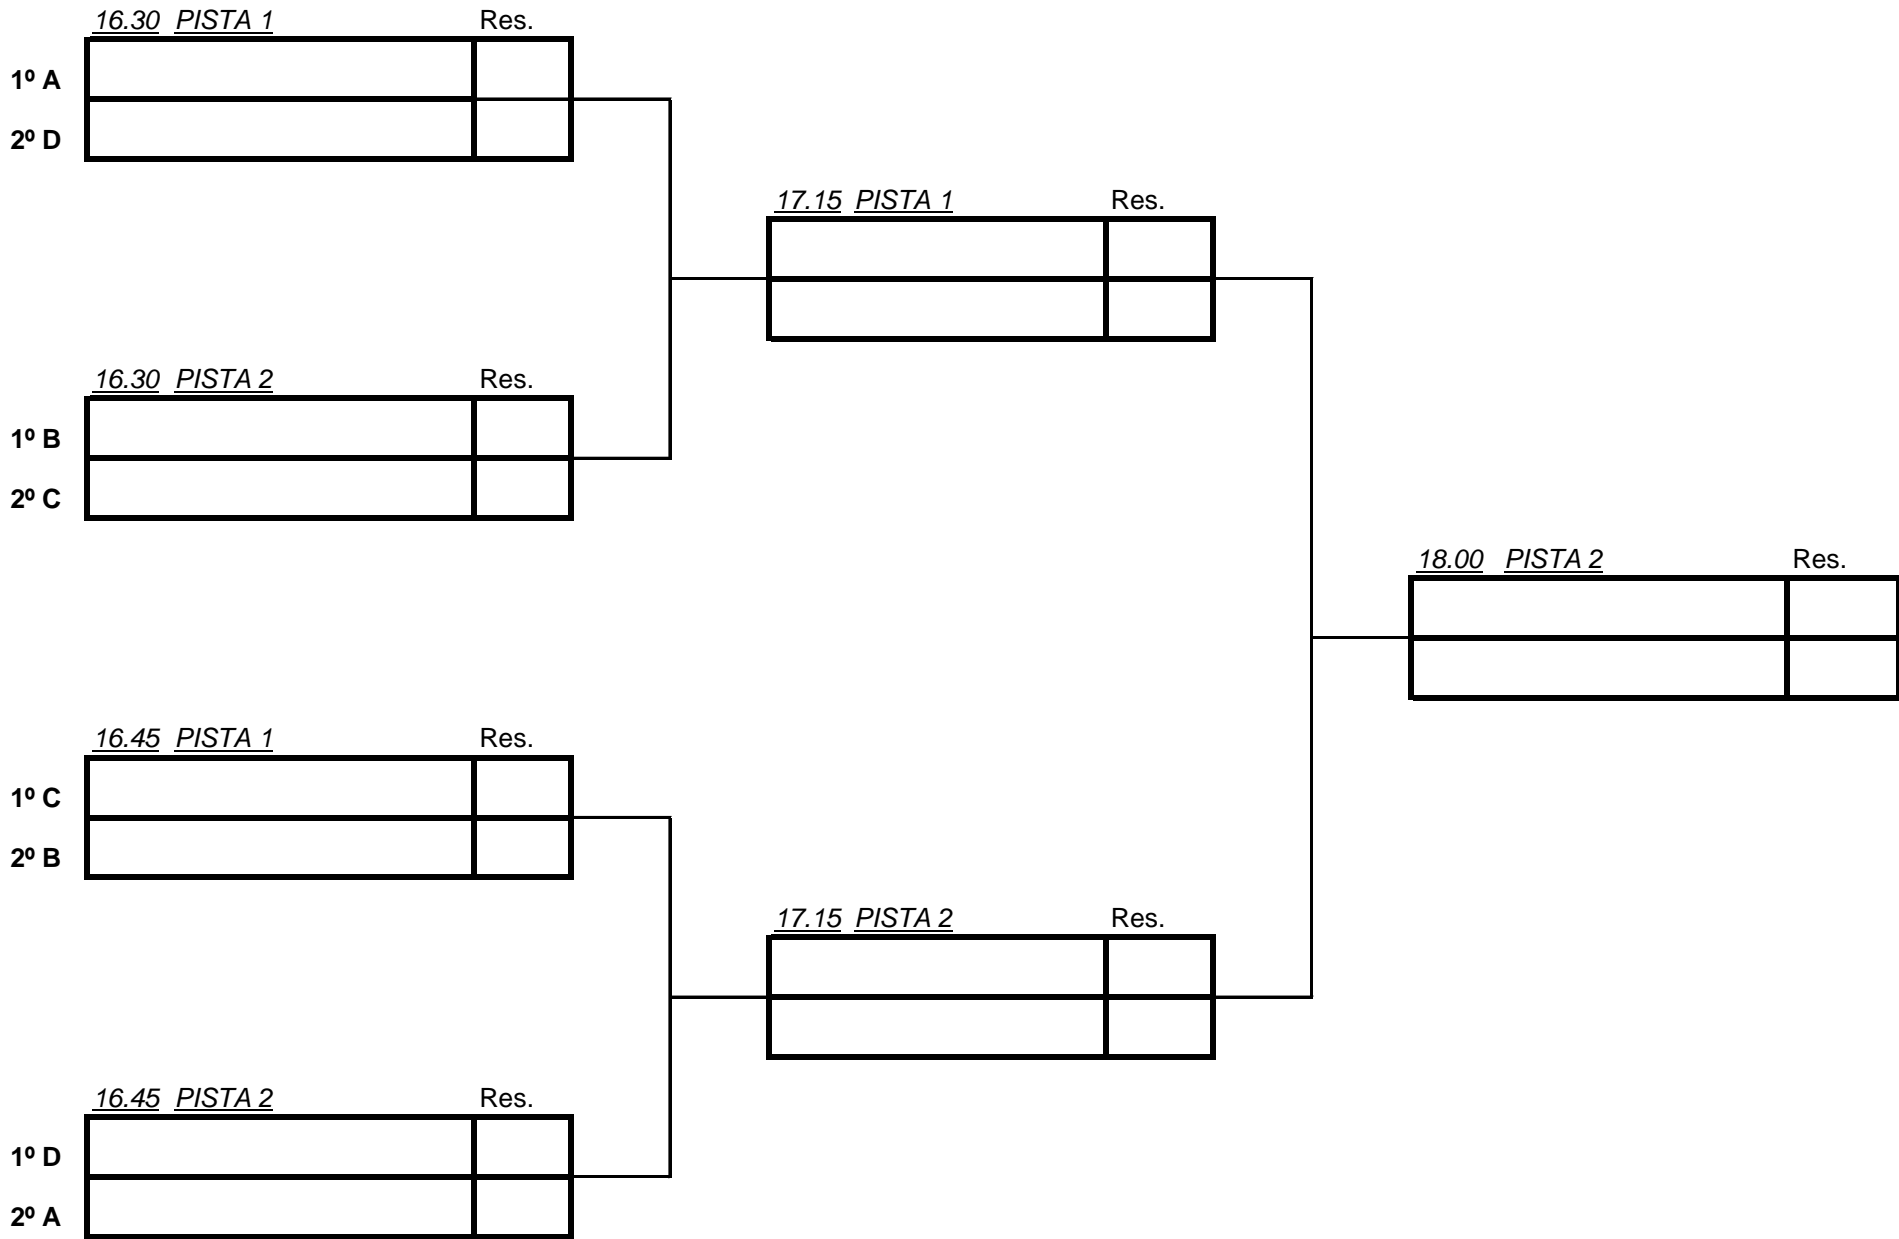 16.30 PISTA 1 Res.
1º A
2º D
17.15 PISTA 1 Res.
16.30 PISTA 2 Res.
1º B
2º C
18.00 PISTA 2 Res.
16.45 PISTA 1 Res.
1º C
2º B
17.15 PISTA 2 Res.
16.45 PISTA 2 Res.
1º D
2º A